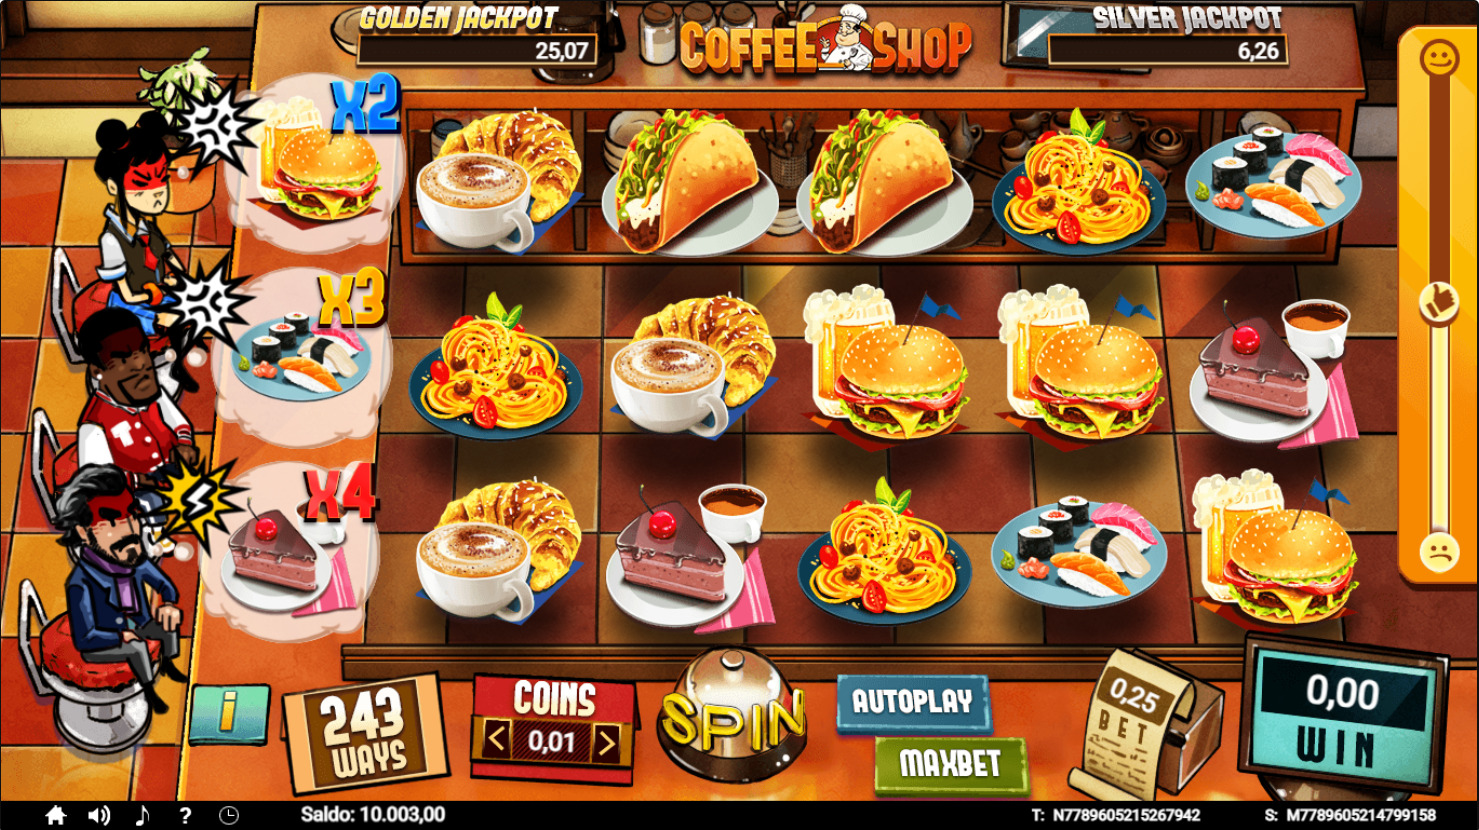 GOLDEN JACKPOT
25,07
COFFEE SHOP
SILVER JACKPOT
6,26
X2
X3
X4
T
i
243
WAYS
COINS
< 0,01 >
SPIN
AUTOPLAY
MAXBET
0,25
BET
0,00
WIN
? Saldo: 10.003,00
T: N7789605215267942
S: M7789605214799158